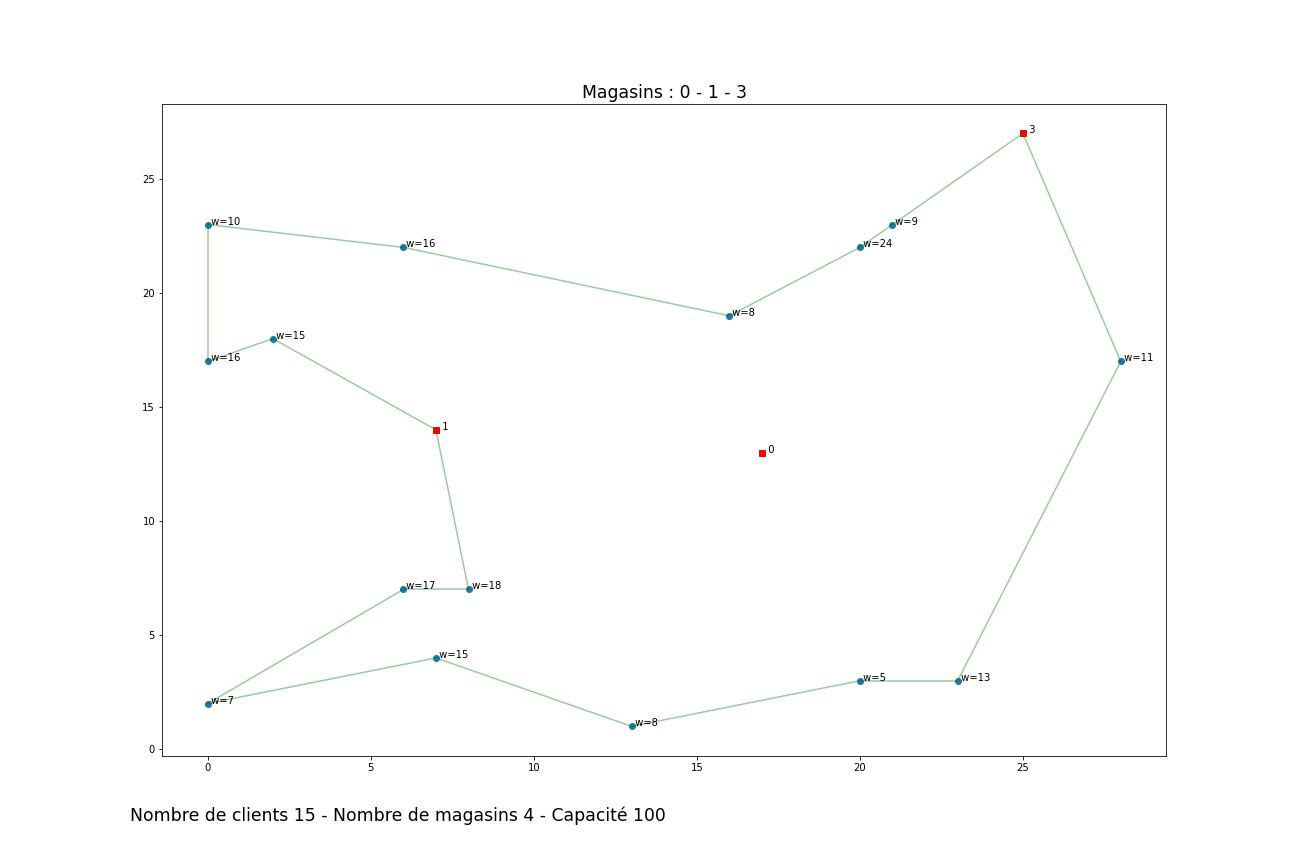 Magasins : 0 - 1 - 3
3
25
w=10
w=9
w=16
w=24
20
w=8
w=15
w=16
w=11
15
1
0
10
w=17
w=18
5
w=15
w=5
w=13
w=7
w=8
0
0
5
10
15
20
25
Nombre de clients 15 - Nombre de magasins 4 - Capacité 100